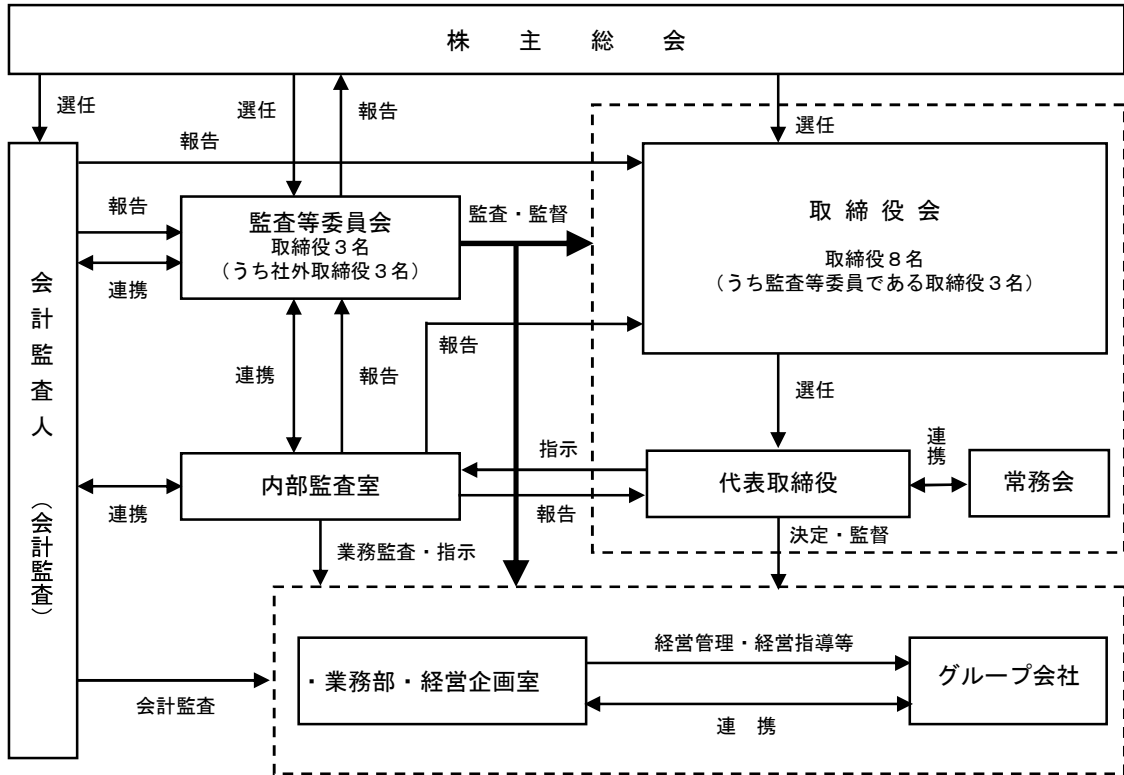 株主総会
選任
選任
報告
選任
報告
報告
連携
監査等委員会
取締役3名
(うち社外取締役3名)
監査・監督
取締役会
取締役8名
(うち監査等委員である取締役3名)
会計監査人
(会計監査)
連携
報告
報告
選任
連携
内部監査室
指示
報告
代表取締役
連携
常務会
業務監査・指示
決定・監督
会計監査
・業務部・経営企画室
経営管理・経営指導等
連携
グループ会社